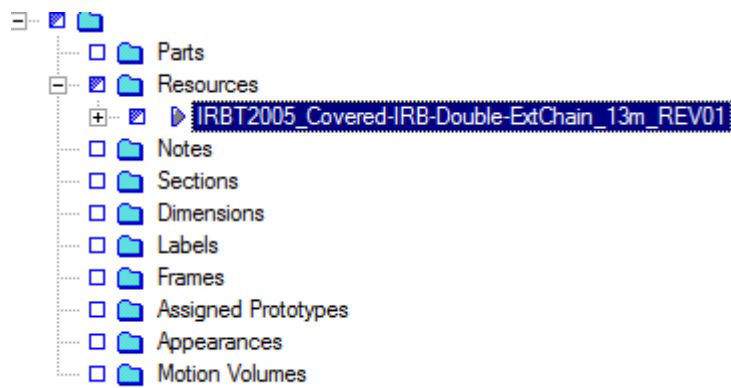 Parts
Resources
IRBT2005_Covered-IRB-Double-ExtChain_13m_REV01
Notes
Sections
Dimensions
Labels
Frames
Assigned Prototypes
Appearances
Motion Volumes